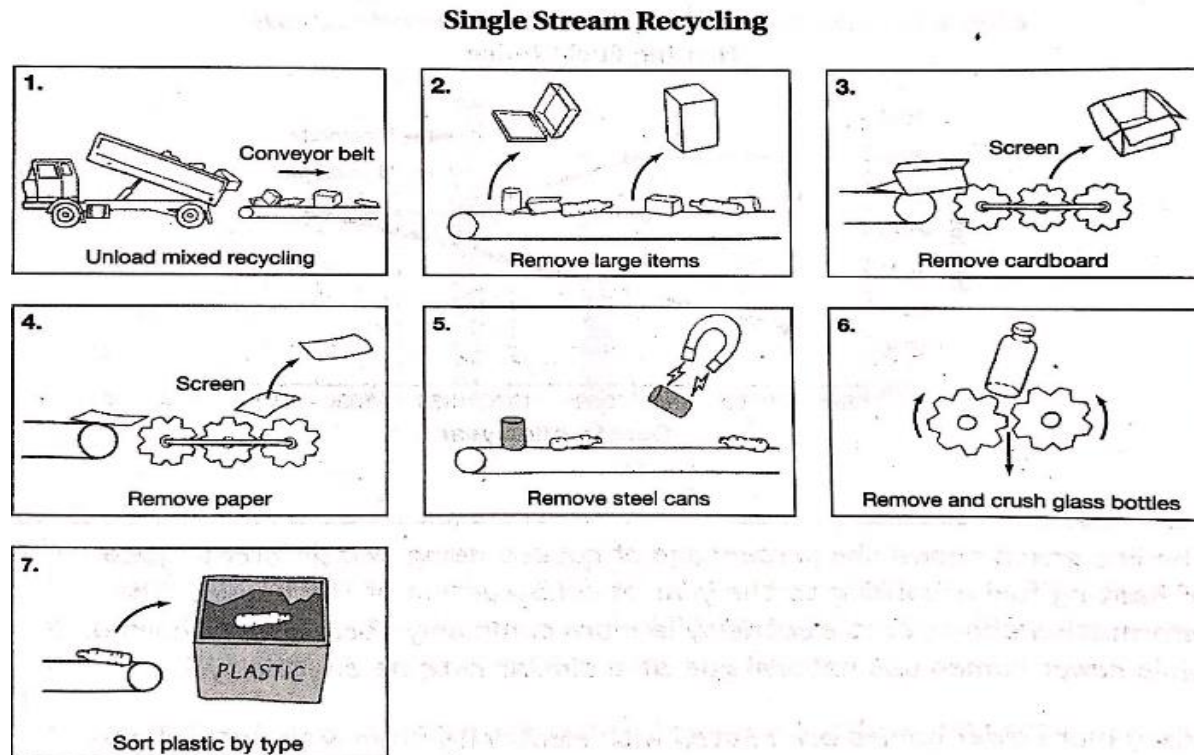 Single Stream Recycling
1.
Conveyor belt
Unload mixed recycling
2.
Remove large items
3.
Screen
Remove cardboard
4.
Screen
Remove paper
5.
Remove steel cans
6.
Remove and crush glass bottles
7.
PLASTIC
Sort plastic by type